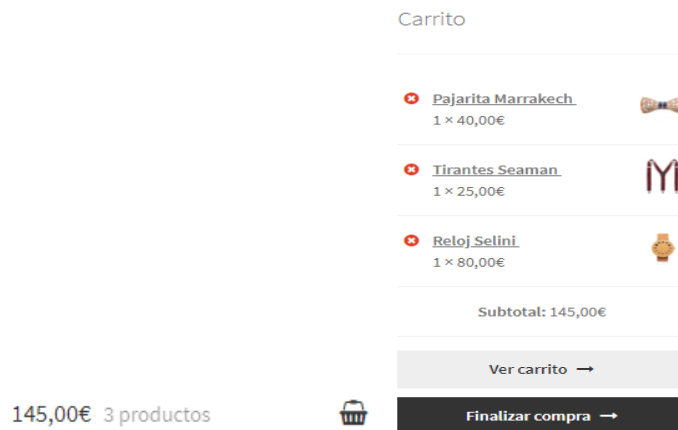 Carrito
Pajarita Marrakech
1 × 40,00€
Tirantes Seaman
1 × 25,00€
Reloj Selini
1 × 80,00€
Subtotal: 145,00€
Ver carrito →
145,00€ 3 productos
Finalizar compra →